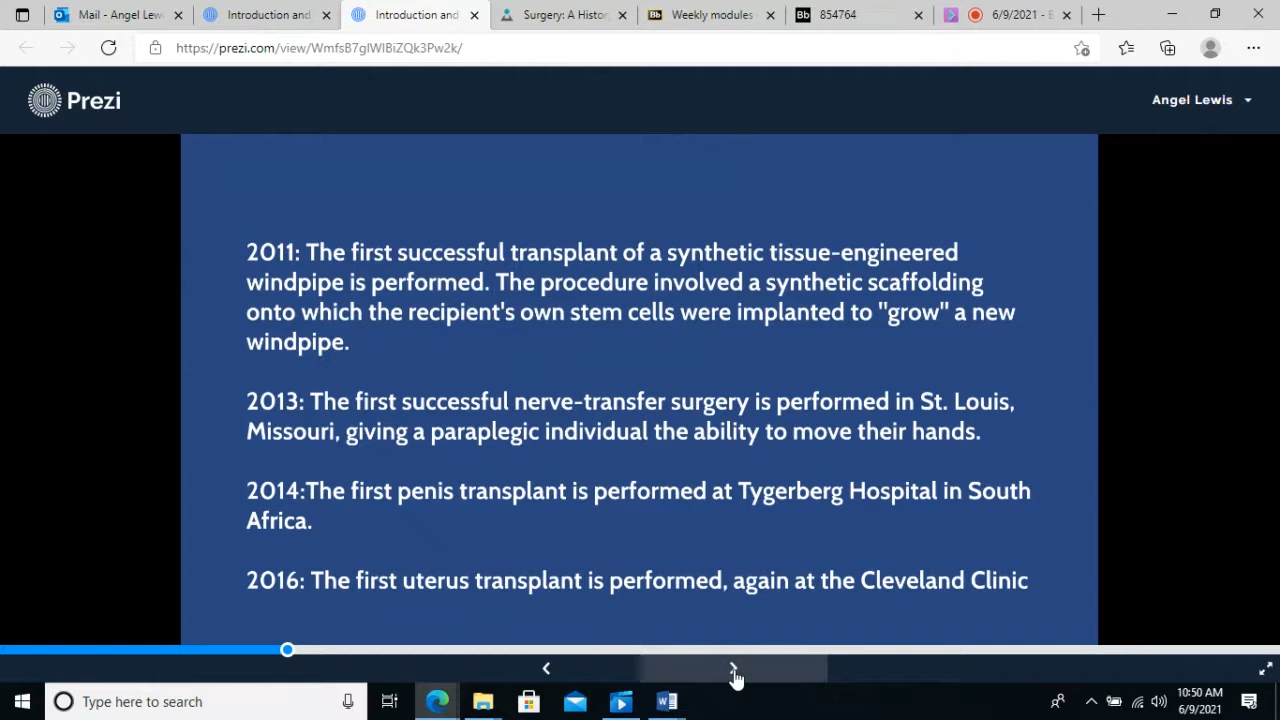 Mail - Angel Lew
Introduction and
Introduction and
Surgery: A Histor
Weekly modules
854764
6/9/2021 - E
https://prezi.com/view/WmfsB7gIWlBiZQk3Pw2k/
Prezi
Angel Lewis
2011: The first successful transplant of a synthetic tissue-engineered
windpipe is performed. The procedure involved a synthetic scaffolding
onto which the recipient's own stem cells were implanted to "grow" a new
windpipe.
2013: The first successful nerve-transfer surgery is performed in St. Louis,
Missouri, giving a paraplegic individual the ability to move their hands.
2014:The first penis transplant is performed at Tygerberg Hospital in South
Africa.
2016: The first uterus transplant is performed, again at the Cleveland Clinic
Type here to search
10:50 AM
6/9/2021